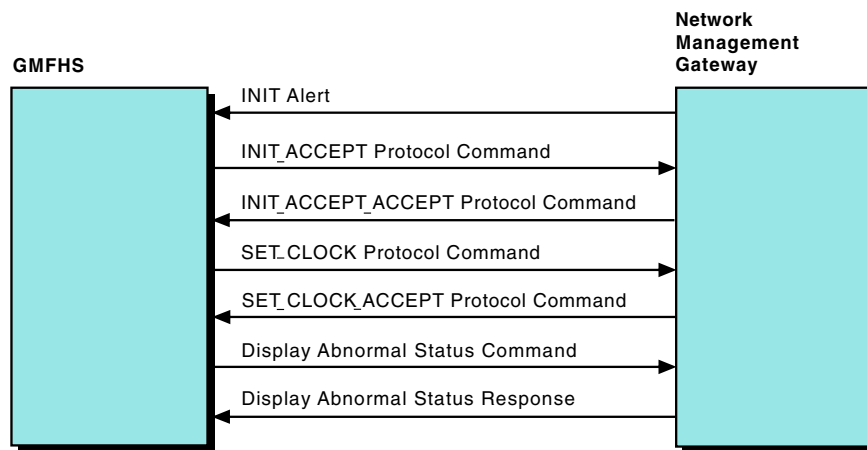 GMFHS
Network
Management
Gateway
INIT Alert
INIT_ACCEPT Protocol Command
INIT_ACCEPT_ACCEPT Protocol Command
SET_CLOCK Protocol Command
SET_CLOCK_ACCEPT Protocol Command
Display Abnormal Status Command
Display Abnormal Status Response